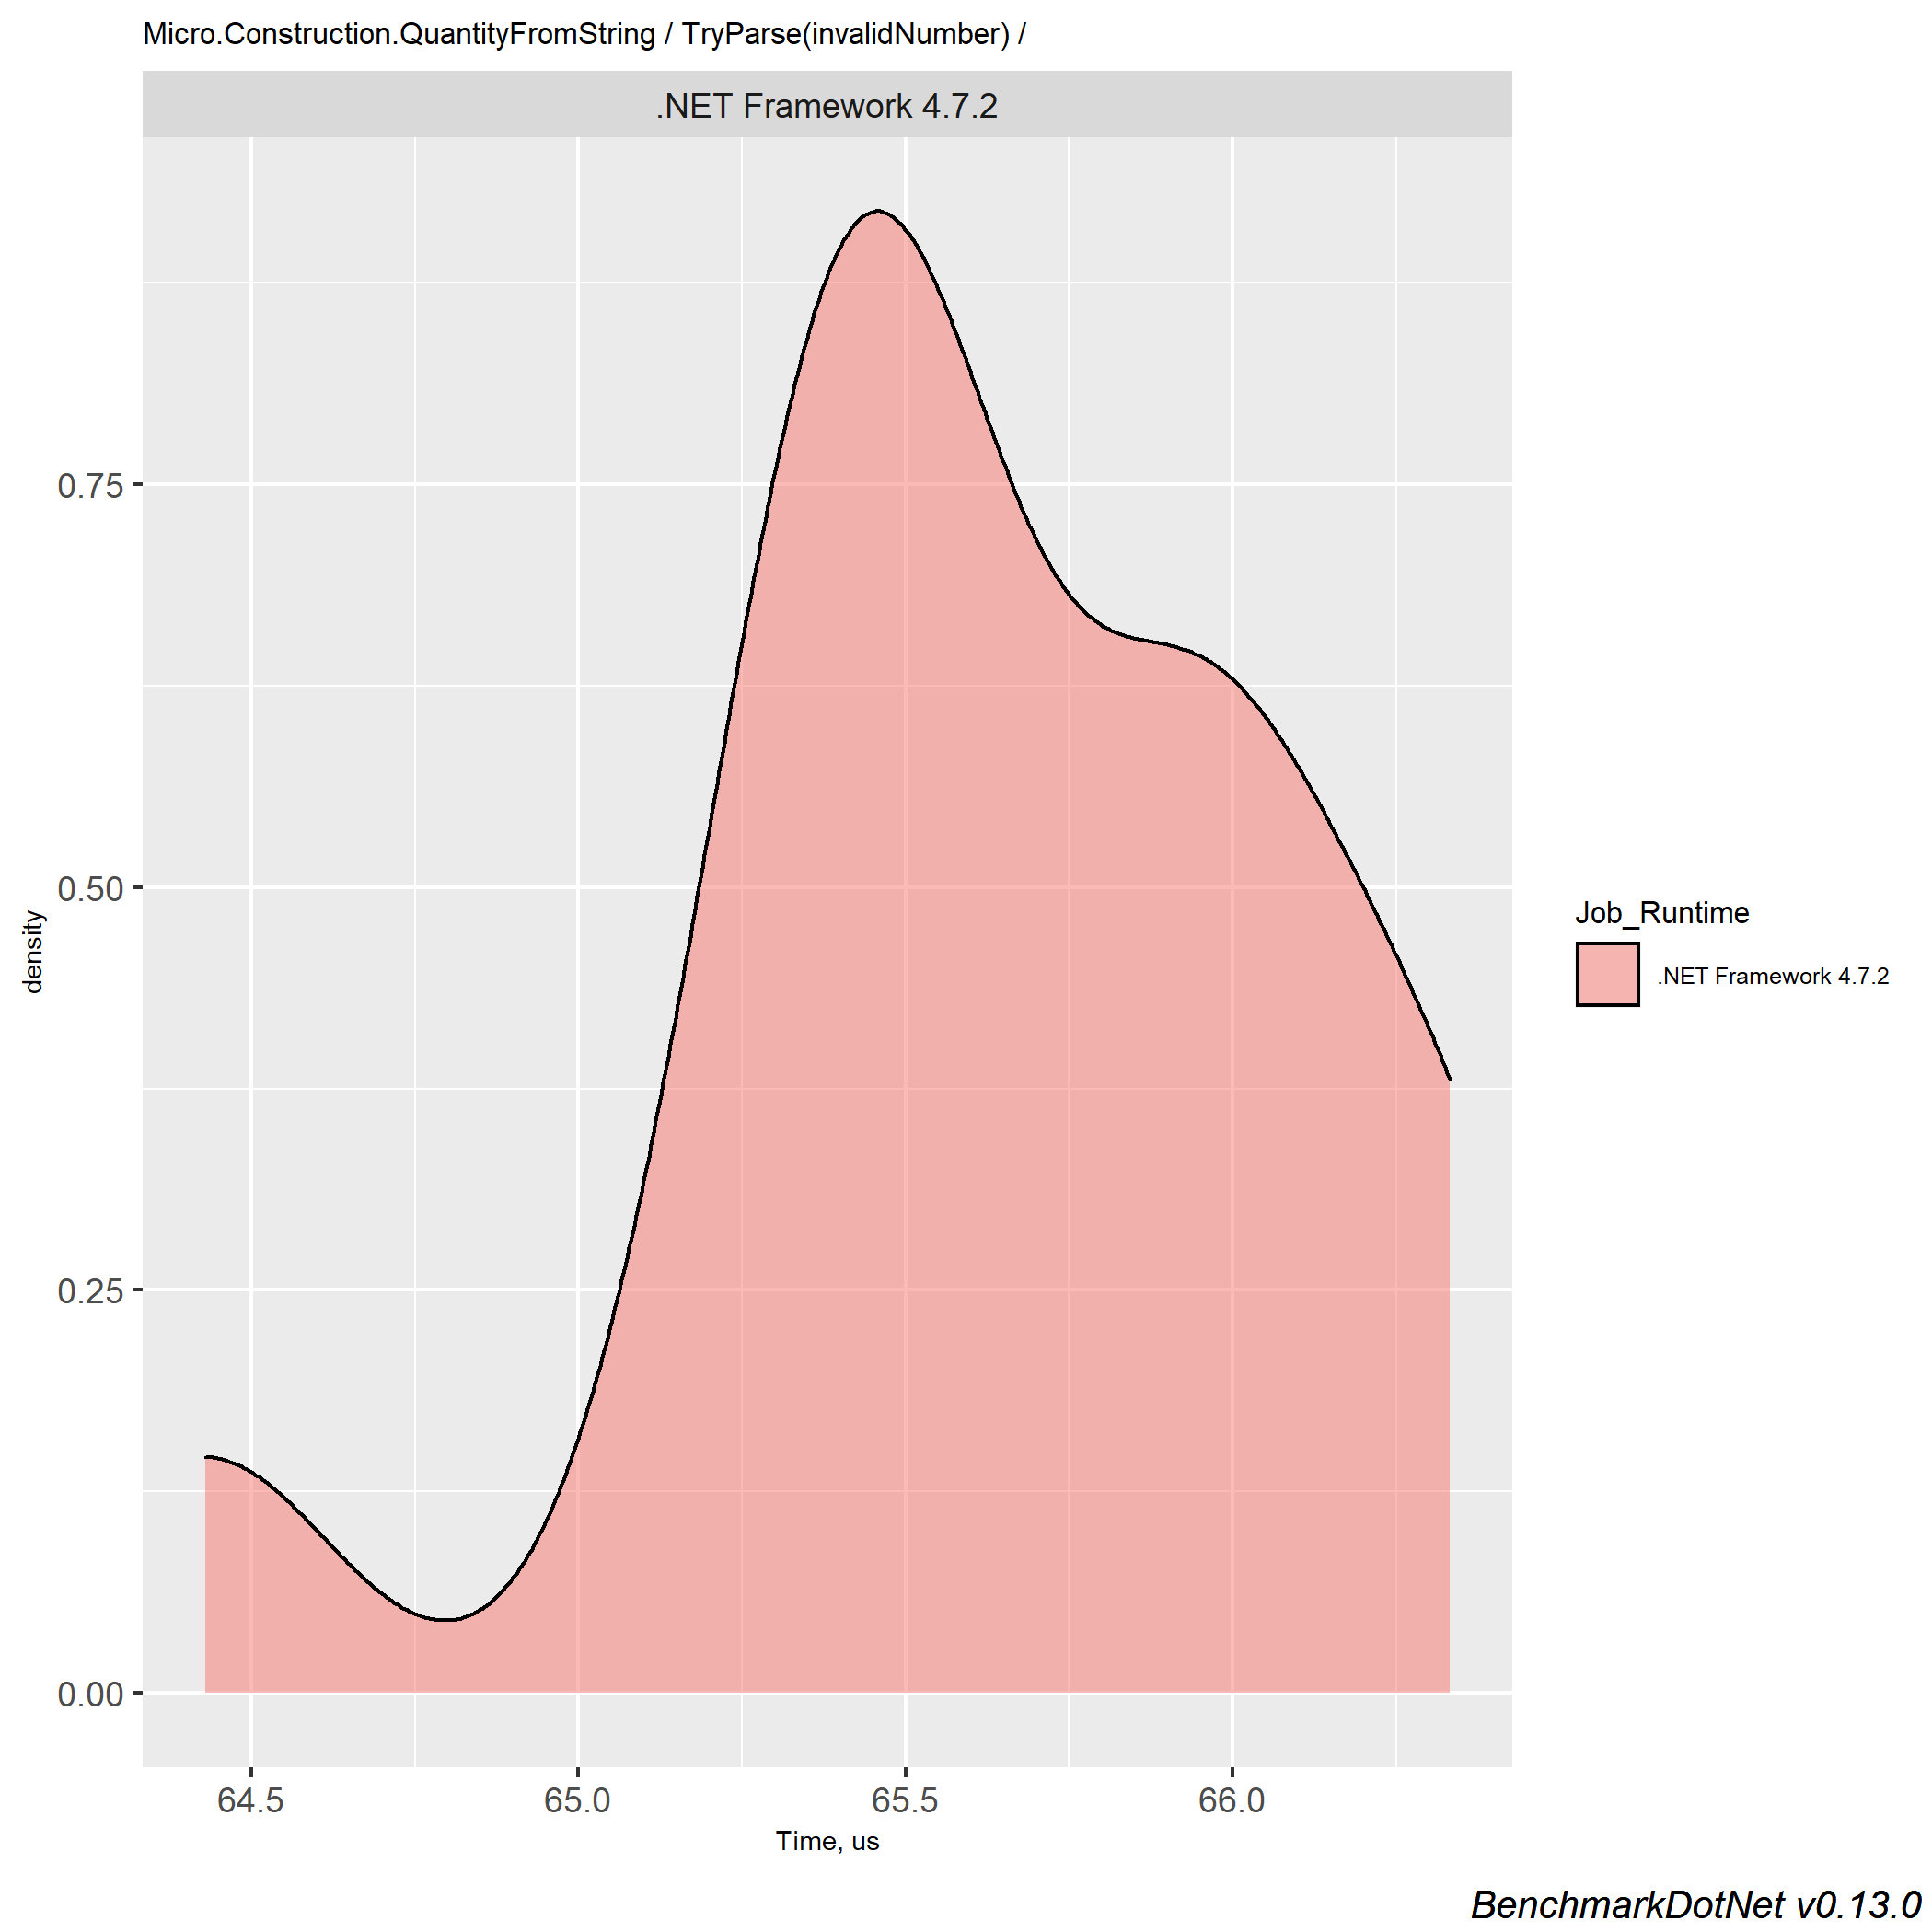 Micro.Construction.QuantityFromString / TryParse(invalidNumber) /
.NET Framework 4.7.2
0.75
0.50
0.25
0.00
density
64.5 65.0 65.5 66.0
Time, us
Job_Runtime
.NET Framework 4.7.2
BenchmarkDotNet v0.13.0